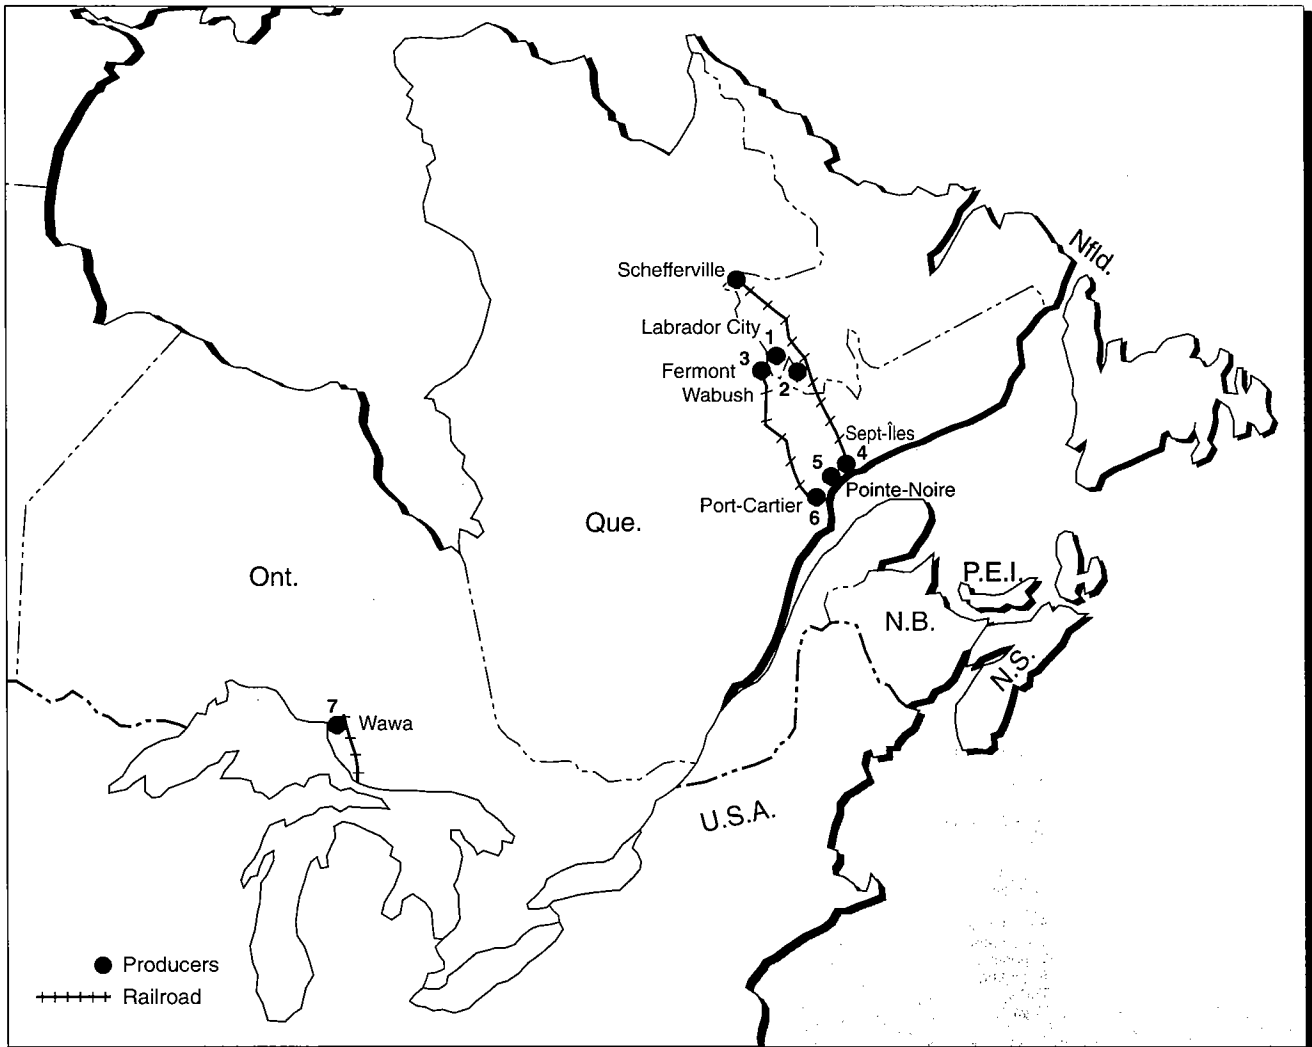 Nfld.
Schefferville
Labrador City
1
3
Fermont
2
Wabush
Sept-Îles
4
5
Pointe-Noire
Port-Cartier
6
Que.
Ont.
P.E.I.
N.B.
N.S.
7
Wawa
U.S.A.
Producers
Railroad